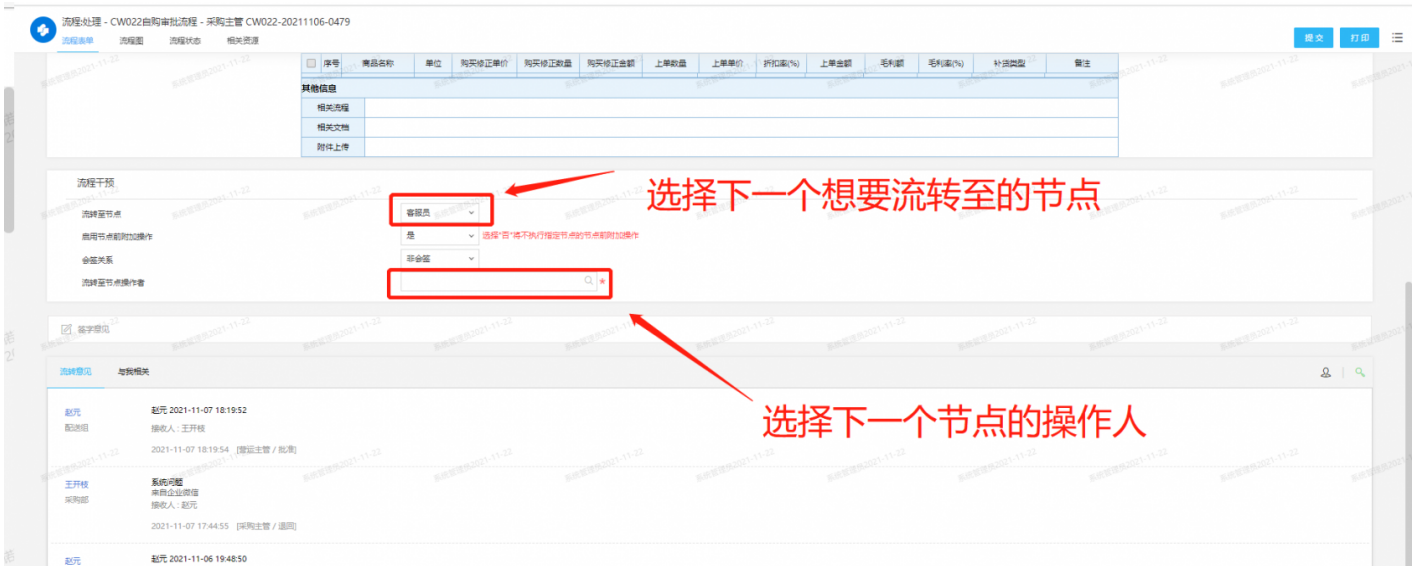 流程:处理 - CW022自购审批流程 - 采购主管 CW022-20211106-0479
流程表单 流程图 流程状态 相关资源
提交 打印
序号 商品名称 单位 购买修正单价 购买修正数量 购买修正金额 上单数量 上单单价 折扣率(%) 上单金额 毛利额 毛利率(%) 补货类型 备注
其他信息
相关流程
相关文档
附件上传
流程干预
选择下一个想要流转至的节点
流转至节点 客服员
启用节点前附加操作 是 选择"否"将不执行指定节点的节点前附加操作
会签关系 非会签
流转至节点操作者 *
签字意见
流转意见 与我相关
选择下一个节点的操作人
赵元 赵元 2021-11-07 18:19:52
配送组 接收人 : 王开枝
2021-11-07 18:19:54 [营运主管 / 批准]
王开枝 系统问题
采购部 来自企业微信
接收人 : 赵元
2021-11-07 17:44:55 [采购主管 / 退回]
赵元 赵元 2021-11-06 19:48:50
系统管理员2021-11-22